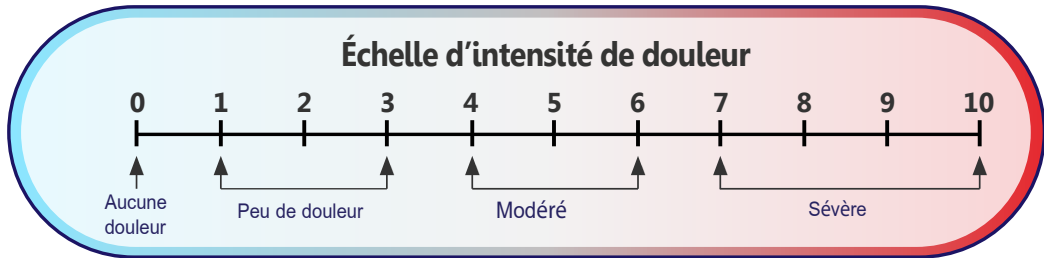 Échelle d'intensité de douleur
0 1 2 3 4 5 6 7 8 9 10
Aucune
douleur
Peu de douleur
Modéré
Sévère